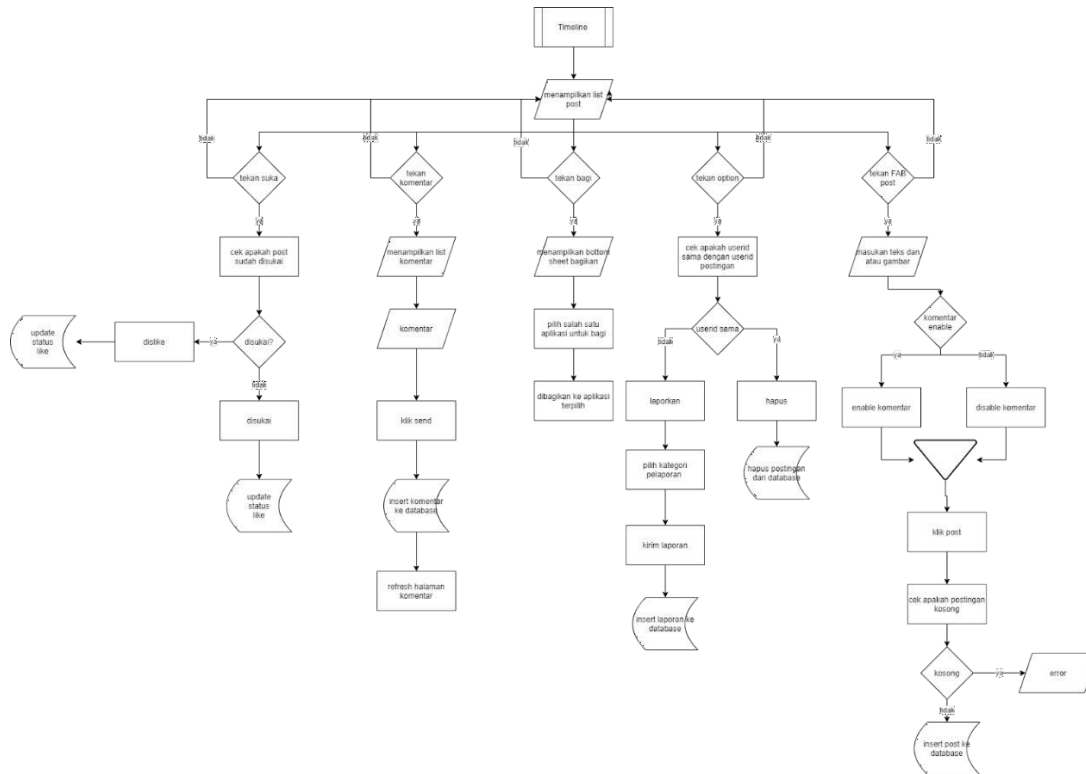 Timeline
menampilkan list
post
tidak
tidak
tidak
tidak
tidak
tekan suka
tekan
komentar
tekan bagi
tekan option
tekan FAB
post
ya
ya
ya
ya
ya
cek apakah post
sudah disukai
menampilkan list
komentar
menampilkan bottom
sheet bagikan
cek apakah userid
sama dengan userid
postingan
masukan teks dan
atau gambar
update
status
like
dislike
ya
disukai?
komentar
pilih salah satu
aplikasi untuk bagi
userid sama
komentar
enable
tidak
ya
ya
tidak
tidak
disukai
klik send
dibagikan ke aplikasi
terpilih
laporkan
hapus
enable komentar
disable komentar
update
status
like
insert komentar
ke database
pilih kategori
pelaporan
hapus postingan
dari database
refresh halaman
komentar
kirim laporan
klik post
insert laporan ke
database
cek apakah postingan
kosong
kosong
ya
error
tidak
insert post ke
database